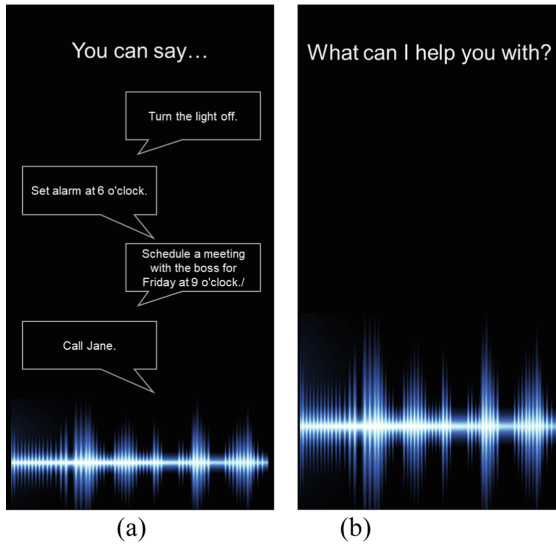 You can say…
Turn the light off.
Set alarm at 6 o'clock.
Schedule a meeting
with the boss for
Friday at 9 o'clock./
Call Jane.
(a)
What can I help you with?
(b)